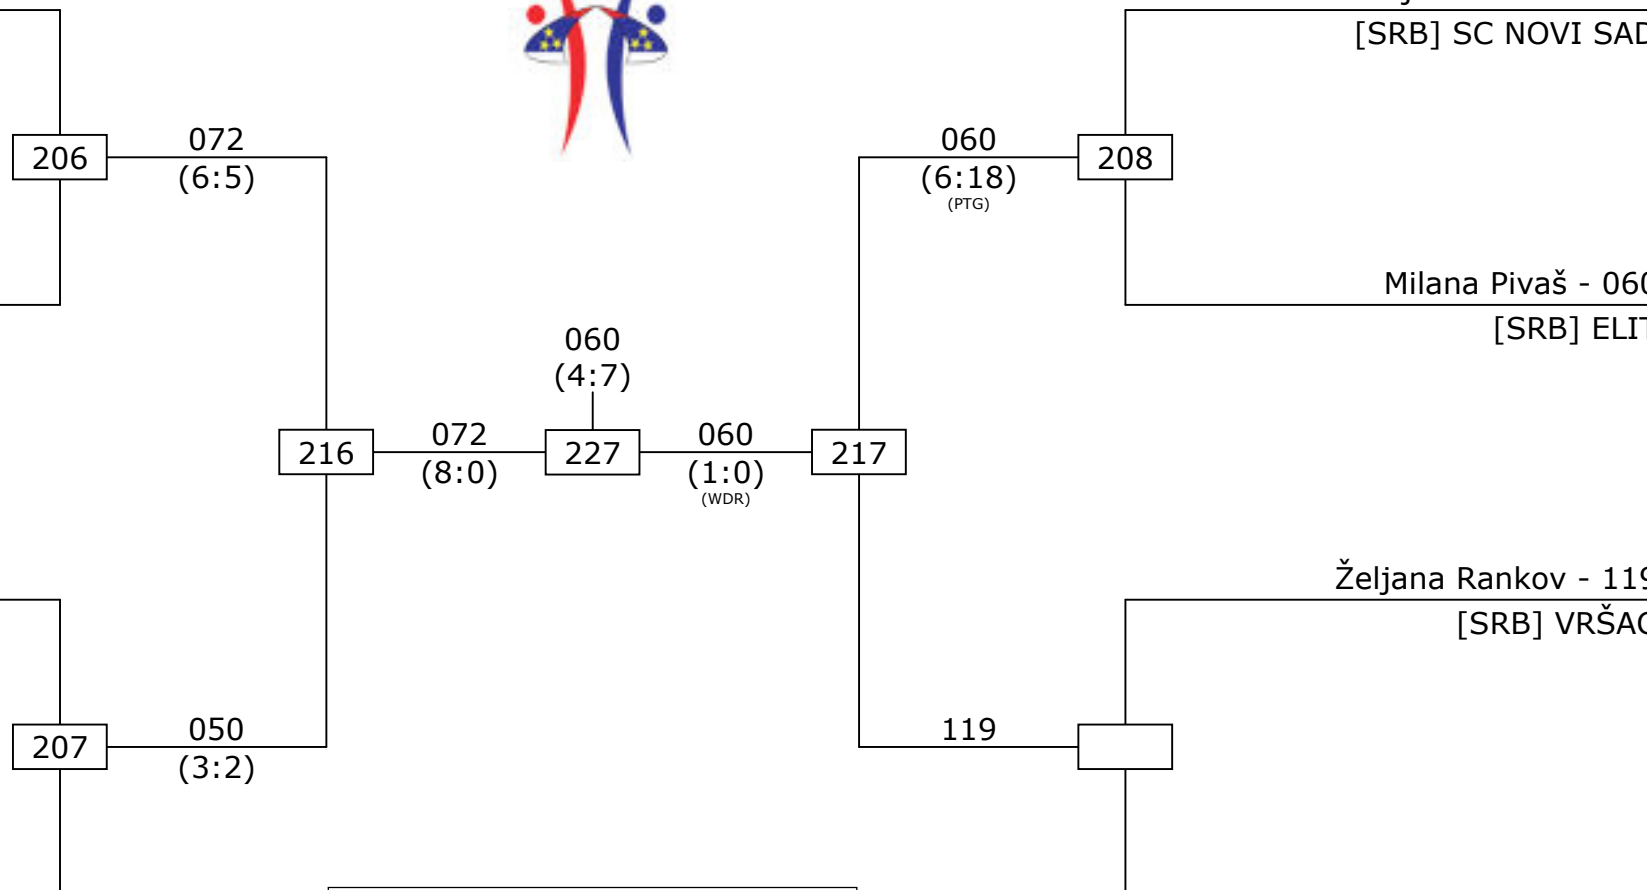 [SRB] SC NOVI SAD
206
072
(6:5)
060
(6:18)
(PTG)
208
Milana Pivaš - 060
[SRB] ELIT
060
(4:7)
216
072
(8:0)
227
060
(1:0)
(WDR)
217
Željana Rankov - 119
[SRB] VRŠAC
207
050
(3:2)
119